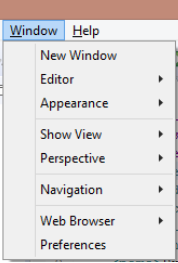 Window Help
New Window
Editor
Appearance
Show View
Perspective
Navigation
Web Browser
Preferences